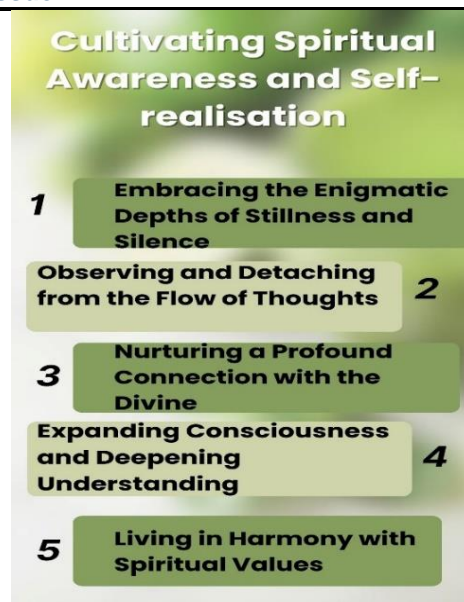 Cultivating Spiritual
Awareness and Self-
realisation
1
Embracing the Enigmatic
Depths of Stillness and
Silence
Observing and Detaching
from the Flow of Thoughts
2
3
Nurturing a Profound
Connection with the
Divine
Expanding Consciousness
and Deepening
Understanding
4
5
Living in Harmony with
Spiritual Values